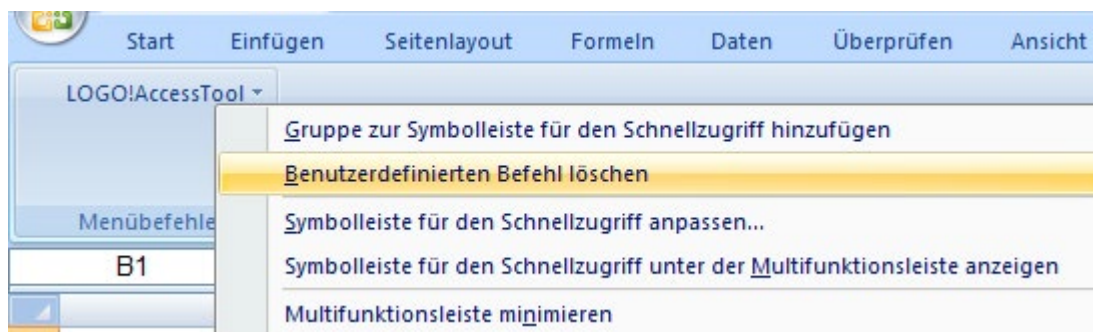 Start Einfügen Seitenlayout Formeln Daten Überprüfen Ansicht
LOGO!AccessTool
Gruppe zur Symbolleiste für den Schnellzugriff hinzufügen
Benutzerdefinierten Befehl löschen
Menübefehle
Symbolleiste für den Schnellzugriff anpassen...
B1
Symbolleiste für den Schnellzugriff unter der Multifunktionsleiste anzeigen
Multifunktionsleiste minimieren